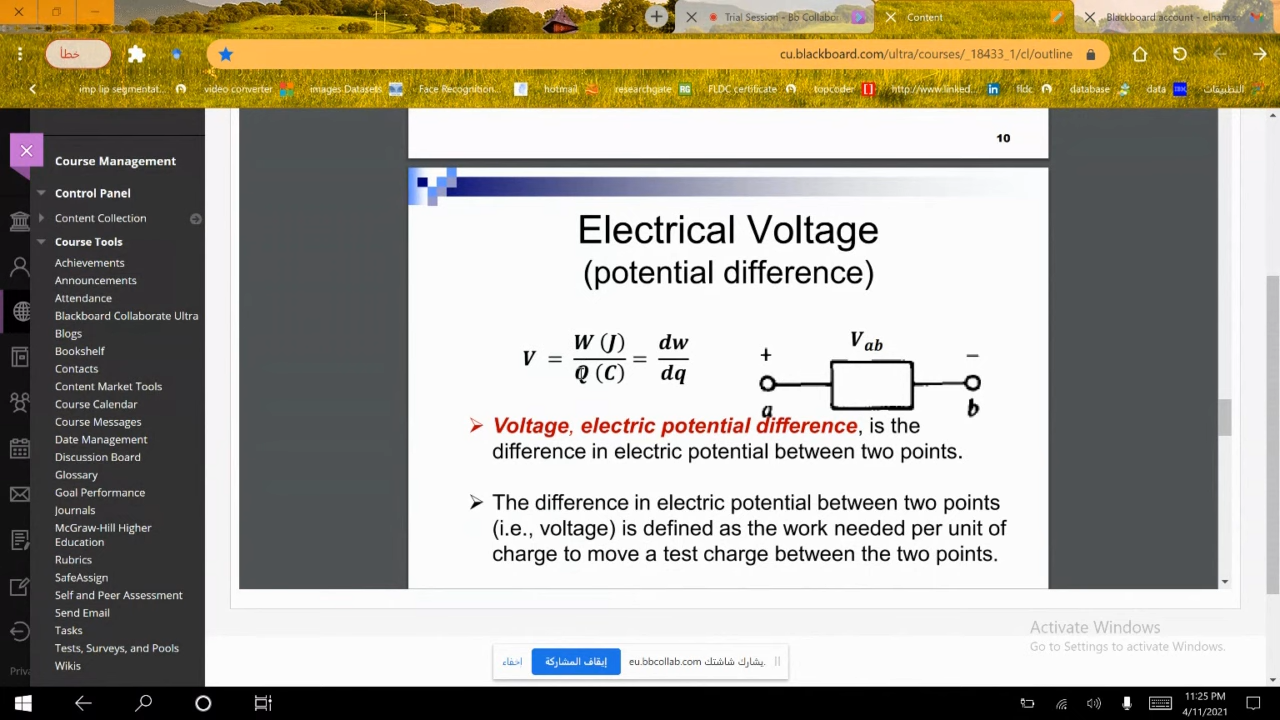 Trial Session - Bb Collabor
Content
Blackboard account - elham.
خطأ
cu.blackboard.com/ultra/courses/_18433_1/cl/outline
imp lip segmentat...
video converter
images Datasets
Face Recognition...
hotmail
researchgate
FLDC certificate
topcoder
http://www.linked...
fldc
database
data
التطبيقات
Course Management
Control Panel
Content Collection
Course Tools
Achievements
Announcements
Attendance
Blackboard Collaborate Ultra
Blogs
Bookshelf
Contacts
Content Market Tools
Course Calendar
Course Messages
Date Management
Discussion Board
Glossary
Goal Performance
Journals
McGraw-Hill Higher
Education
Rubrics
SafeAssign
Self and Peer Assessment
Send Email
Tasks
Tests, Surveys, and Pools
Wikis
Priva
10
Electrical Voltage
(potential difference)
V = W (J) / Q (C) = dw / dq
V ab
+ −
a b
Voltage, electric potential difference, is the
difference in electric potential between two points.
The difference in electric potential between two points
(i.e., voltage) is defined as the work needed per unit of
charge to move a test charge between the two points.
Activate Windows
Go to Settings to activate Windows.
يشارك شاشتك eu.bbcollab.com.
إيقاف المشاركة
اخفاء
11:25 PM
4/11/2021